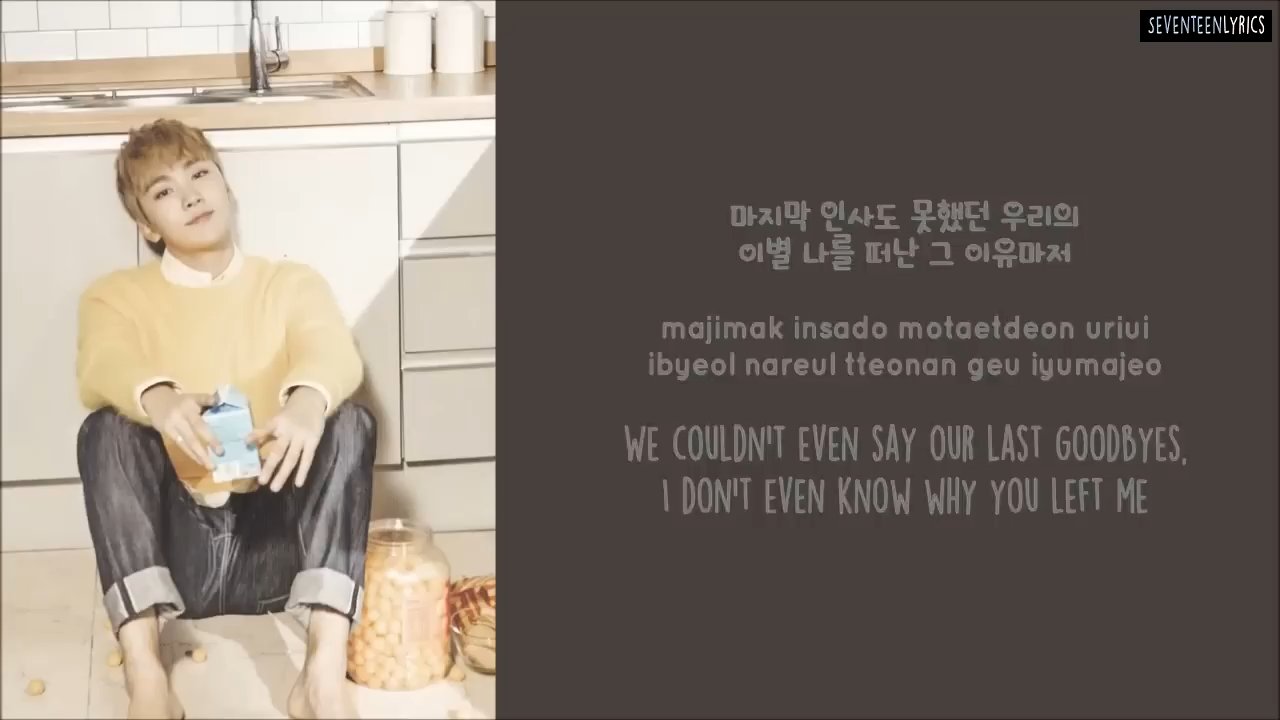 SEVENTEENLYRICS
마지막 인사도 못했던 우리의
이별 나를 떠난 그 이유마저
majimak insado motaetdeon uriui
ibyeol nareul tteonan geu iyumajeo
WE COULDN'T EVEN SAY OUR LAST GOODBYES,
I DON'T EVEN KNOW WHY YOU LEFT ME